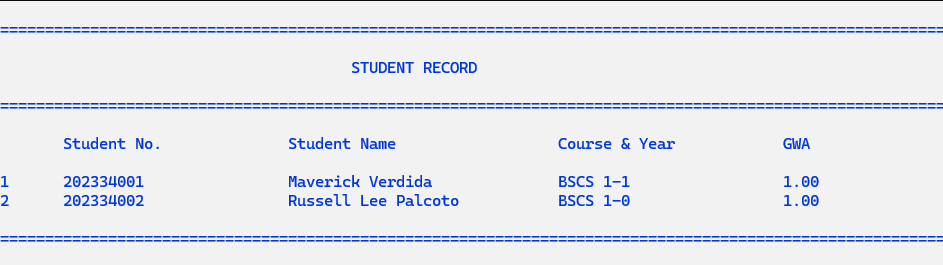 STUDENT RECORD
Student No. Student Name Course & Year GWA
1 202334001 Maverick Verdida BSCS 1-1 1.00
2 202334002 Russell Lee Palcoto BSCS 1-0 1.00